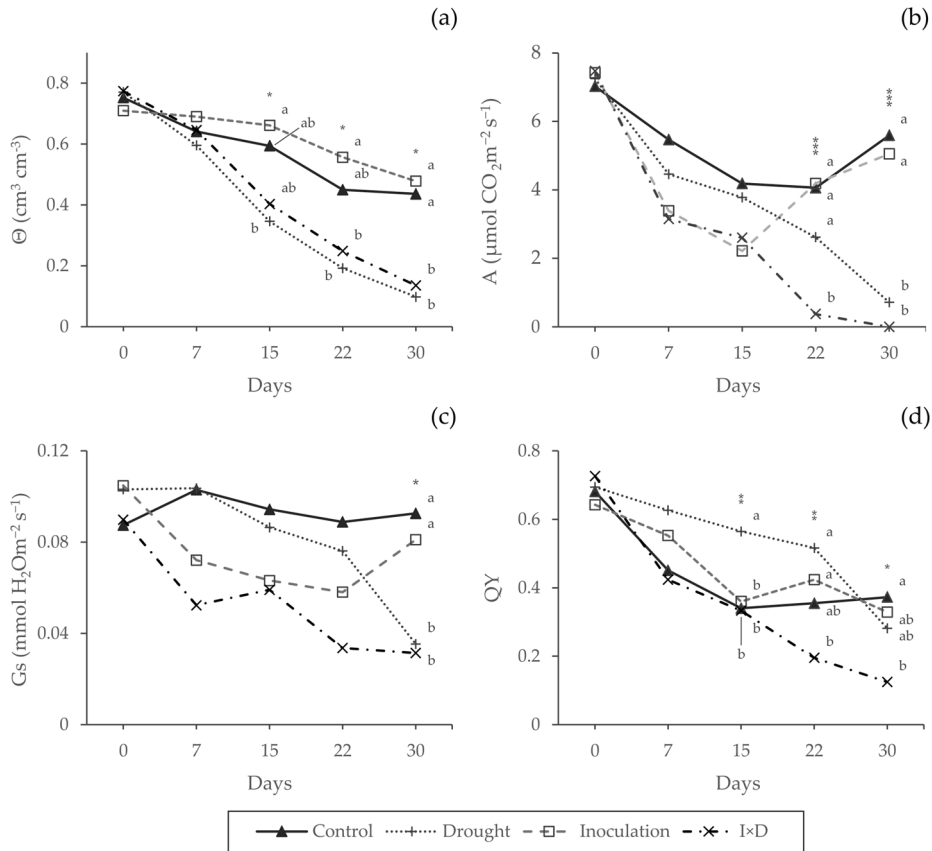 (a)
Θ (cm³ cm⁻³)
0.8
0.6
0.4
0.2
0
*
a
ab
*
a
ab
*
a
a
ab
b
b
b
b
b
0 7 15 22 30
Days
(b)
A (µmol CO₂m⁻² s⁻¹)
8
6
4
2
0
***
a
a
a
b
***
a
a
b
b
0 7 15 22 30
Days
(c)
Gs (mmol H₂Om⁻² s⁻¹)
0.12
0.08
0.04
0
*
a
a
b
b
0 7 15 22 30
Days
(d)
QY
0.8
0.6
0.4
0.2
0
**
a
b
b
b
**
a
a
ab
b
*
a
ab
ab
b
0 7 15 22 30
Days
Control Drought Inoculation I×D